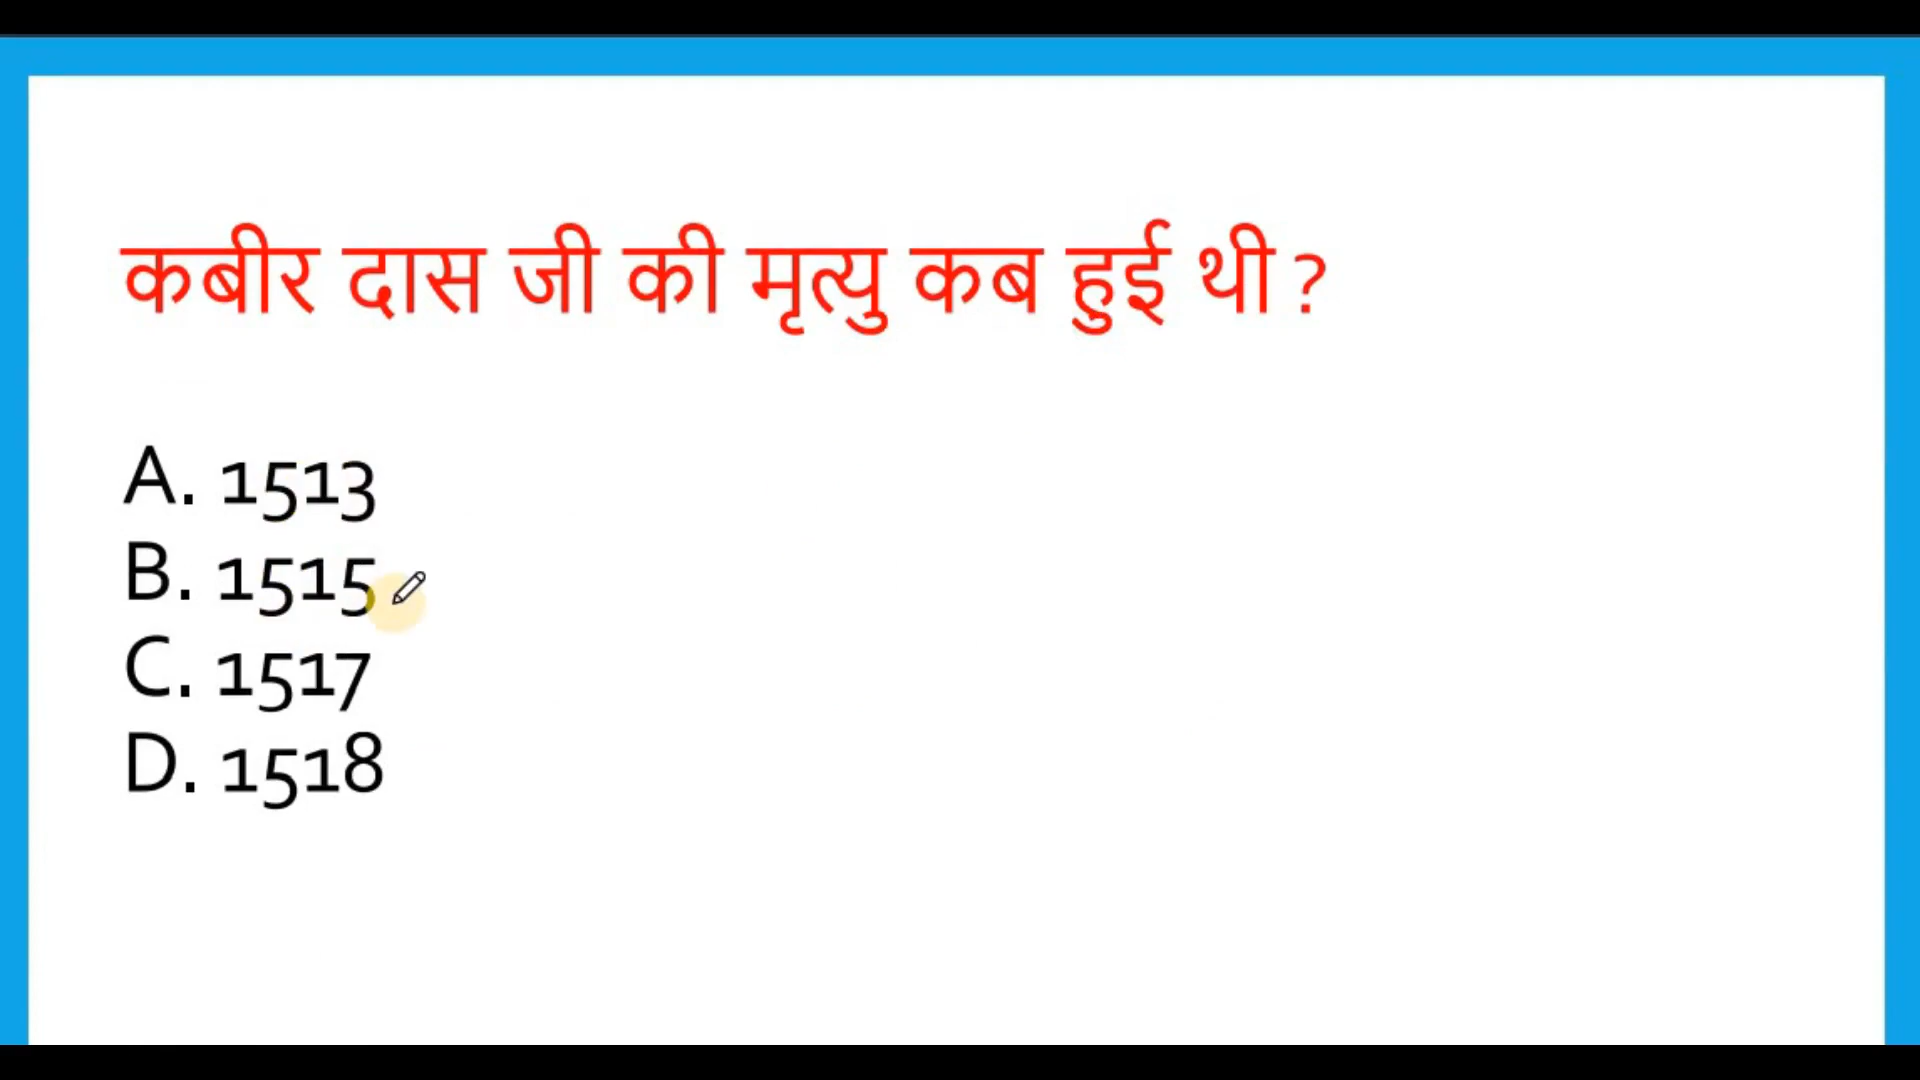 कबीर दास जी की मृत्यु कब हुई थी ?
A. 1513
B. 1515
C. 1517
D. 1518